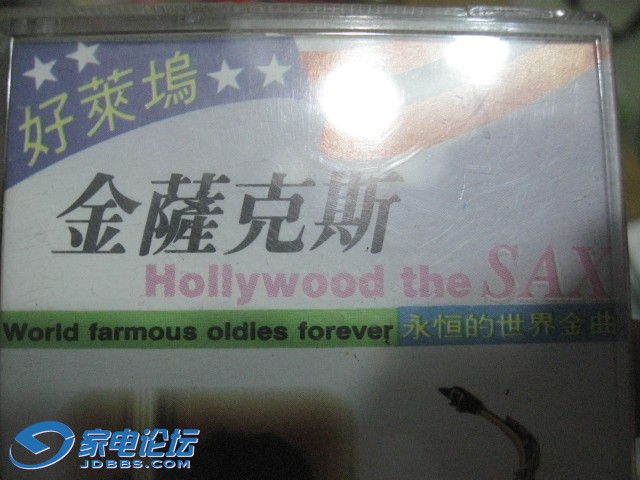 好萊塢
金薩克斯
Hollywood the SAX
World farmous oldies forever 永恒的世界金曲
家电论坛
JDBBS.COM